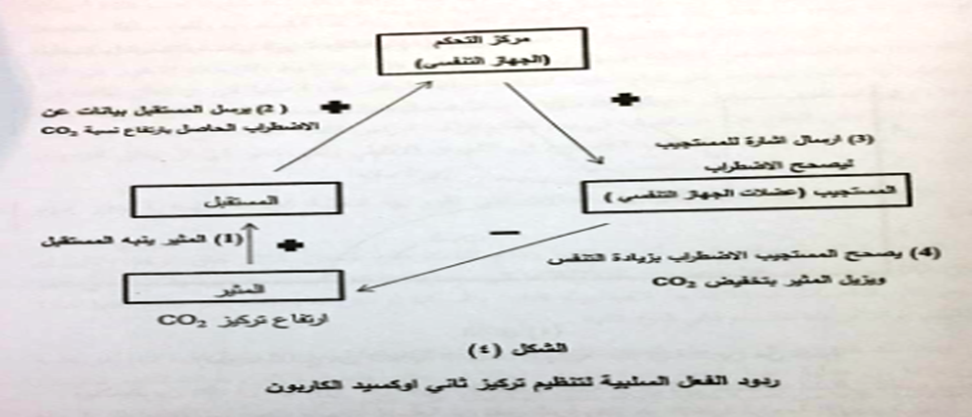 مركز التحكم
(الجهاز التنفسي)
(2) يرسل المستقبل بيانات عن
الاضطراب الحاصل بارتفاع نسبة CO₂
(3) ارسال اشارة للمستجيب
ليصحح الاضطراب
المستقبل
المستجيب (عضلات الجهاز التنفسي)
(1) المثير ينبه المستقبل
(4) يصحح المستجيب الاضطراب بزيادة التنفس
ويزيل المثير بتخفيض CO₂
المثير
ارتفاع تركيز CO₂
الشكل (٤)
ردود الفعل السلبية لتنظيم تركيز ثاني اوكسيد الكاربون